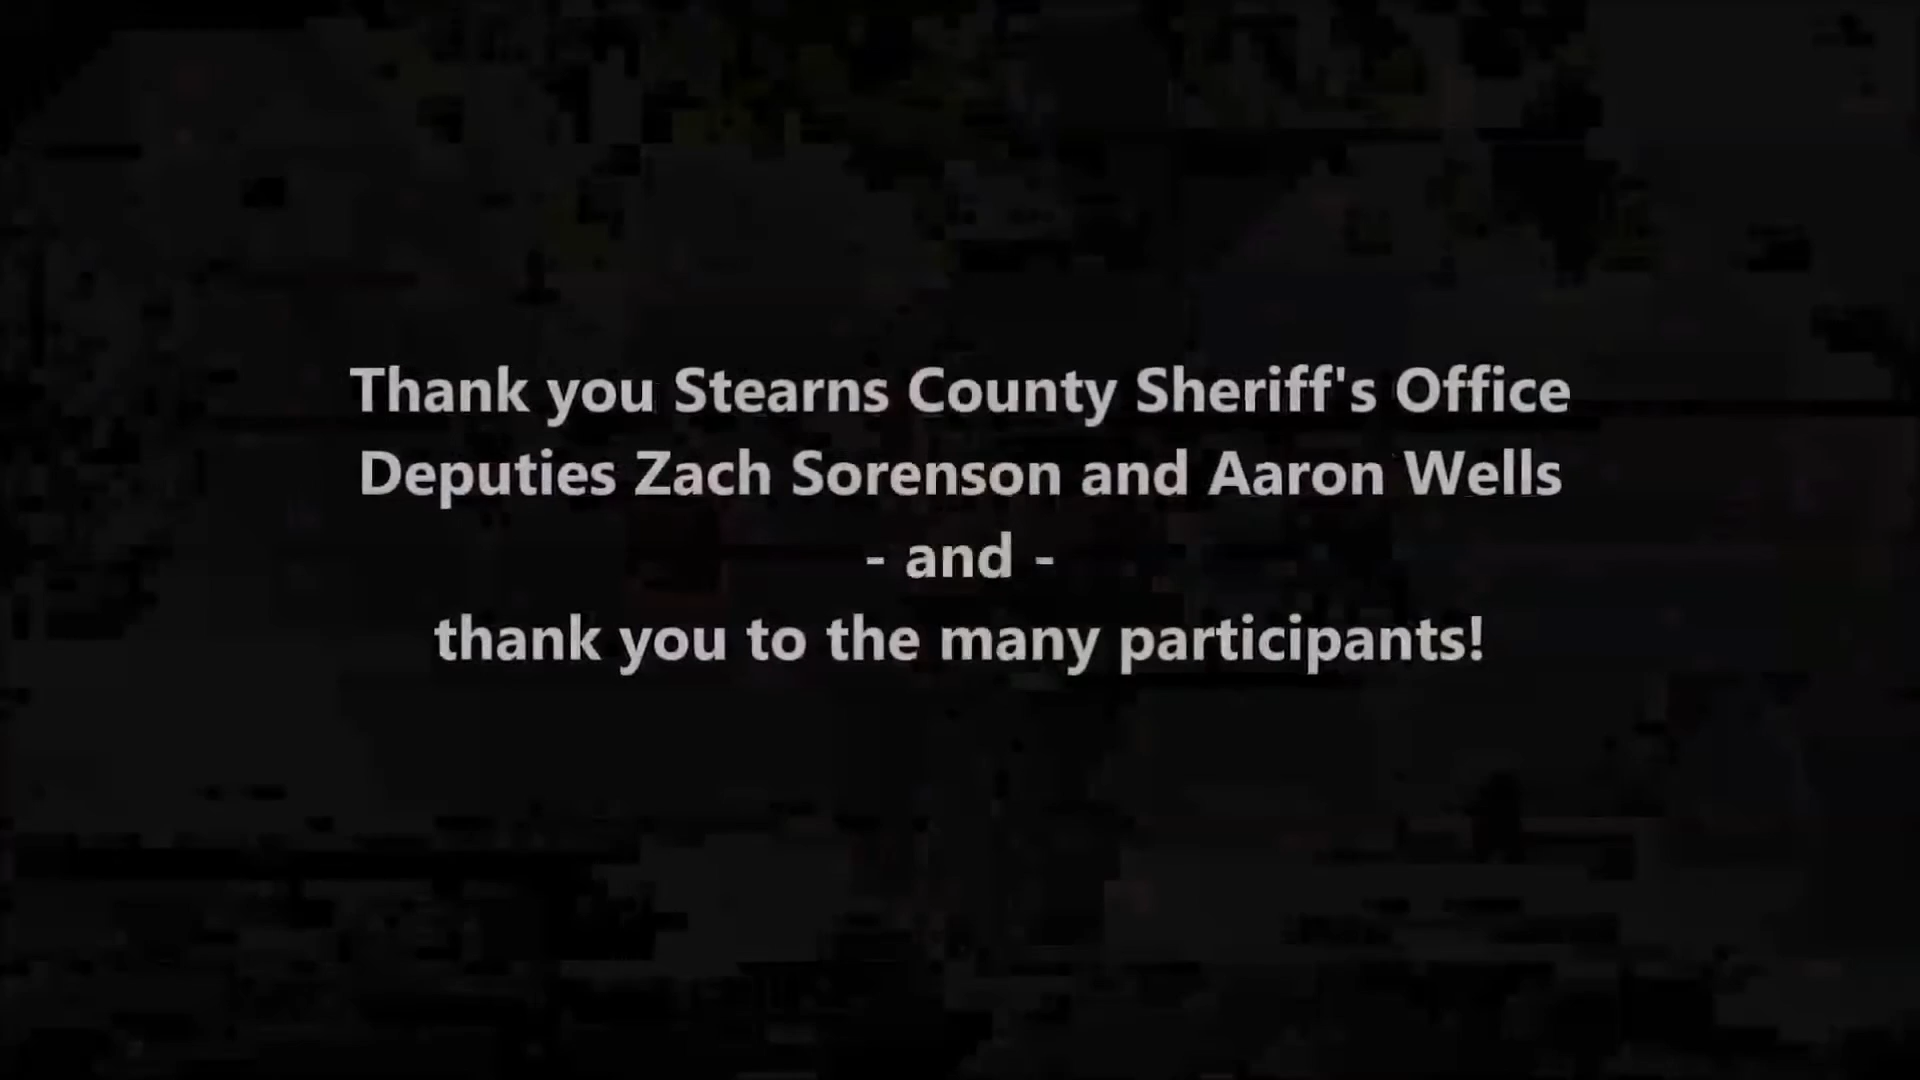 Thank you Stearns County Sheriff's Office
Deputies Zach Sorenson and Aaron Wells
- and -
thank you to the many participants!